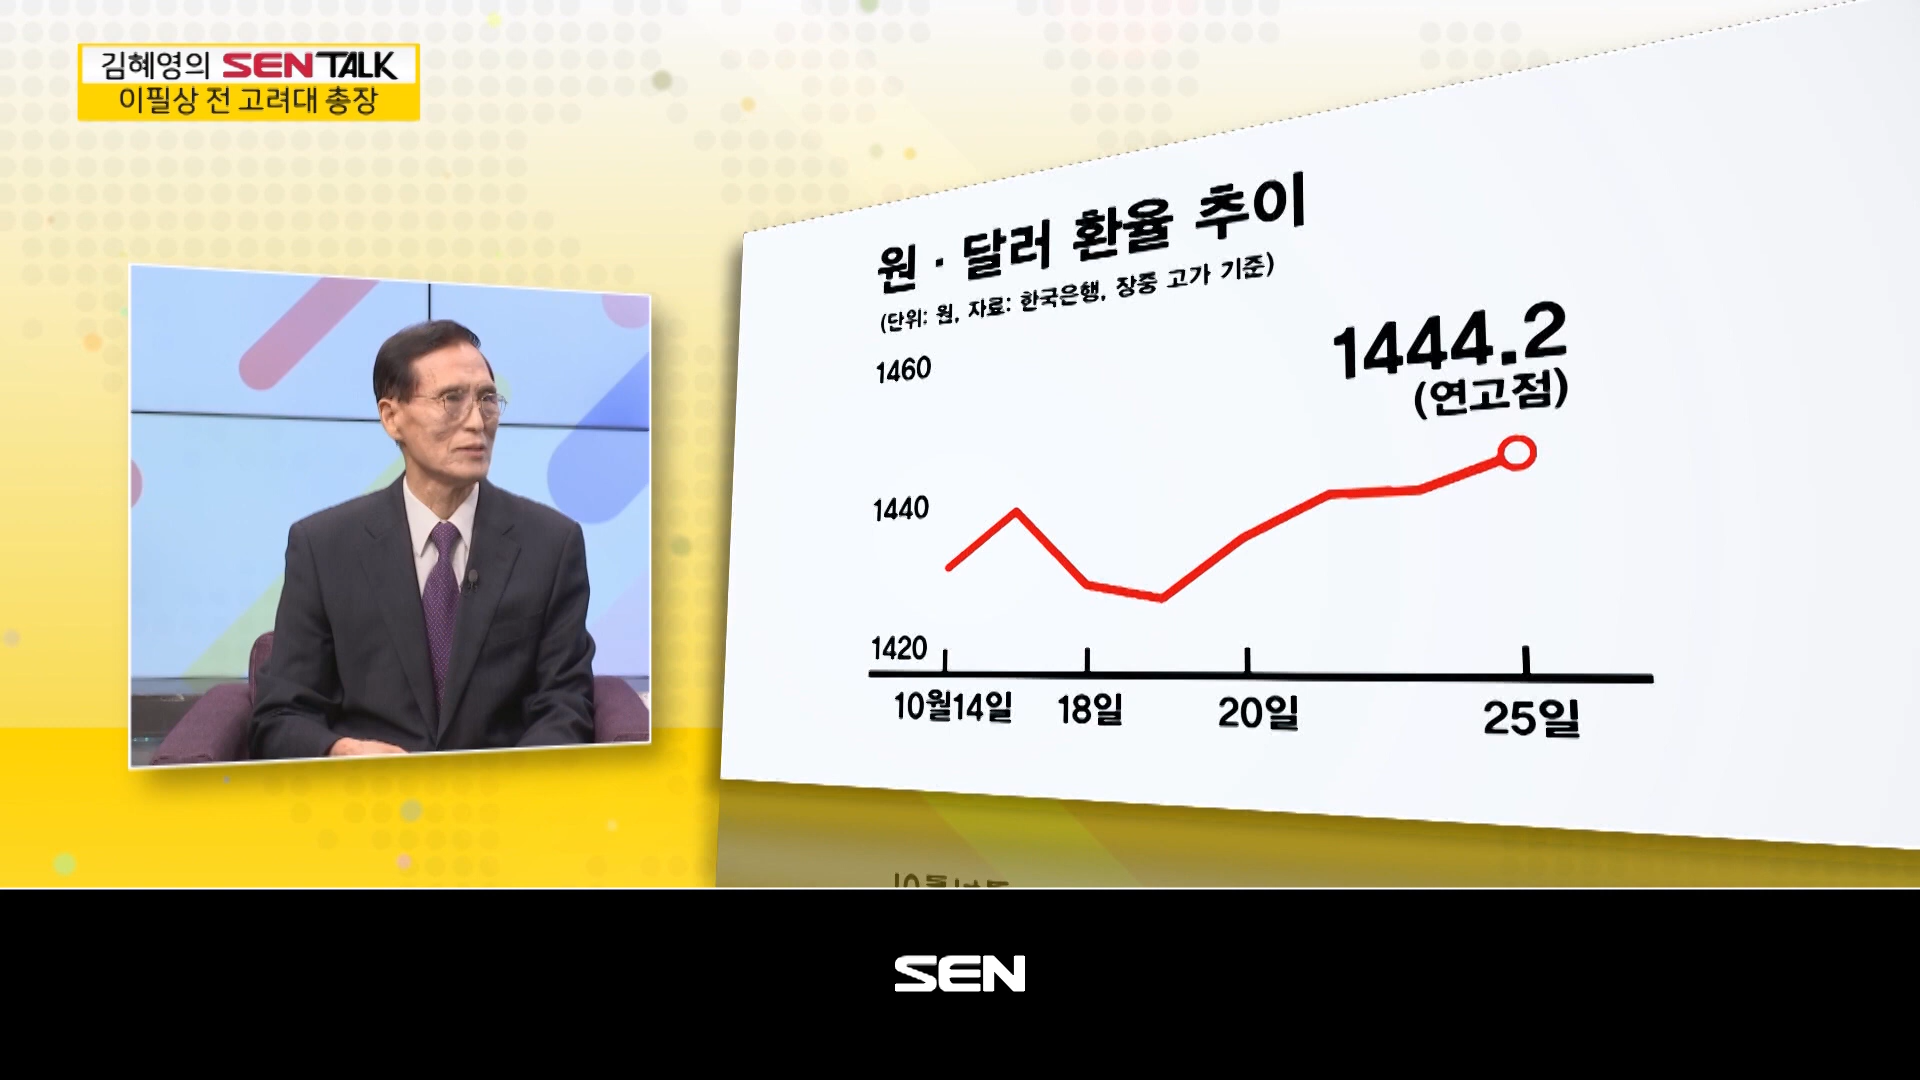 김혜영의 SEN TALK
이필상 전 고려대 총장
원·달러 환율 추이
(단위: 원, 자료: 한국은행, 장중 고가 기준)
1444.2
(연고점)
1460
1440
1420
10월14일 18일 20일 25일
SEN